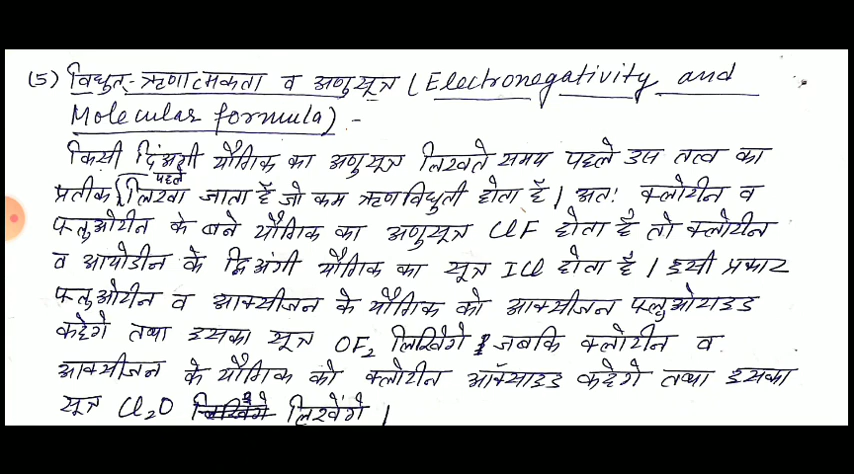 (5) विधुत-ऋणात्मकता व अणुसूत्र (Electronegativity and
Molecular formula) -
किसी द्विअंगी यौगिक का अणुसूत्र लिखते समय पहले उस तत्व का
प्रतीक पहले लिखा जाता है जो कम ऋणविधुती होता है। अतः क्लोरीन व
फ्लुओरीन के बने यौगिक का अणुसूत्र ClF होता है तो क्लोरीन
व आयोडीन के द्विअंगी यौगिक का सूत्र ICl होता है। इसी प्रकार
फ्लुओरीन व आक्सीजन के यौगिक को आक्सीजन फ्लुओराइड
कहेगे तथा इसका सूत्र OF₂ लिखेंगे जबकि क्लोरीन व
आक्सीजन के यौगिक को क्लोरीन ऑक्साइड कहेगे तथा इसका
सूत्र Cl₂O लिखेंगे।